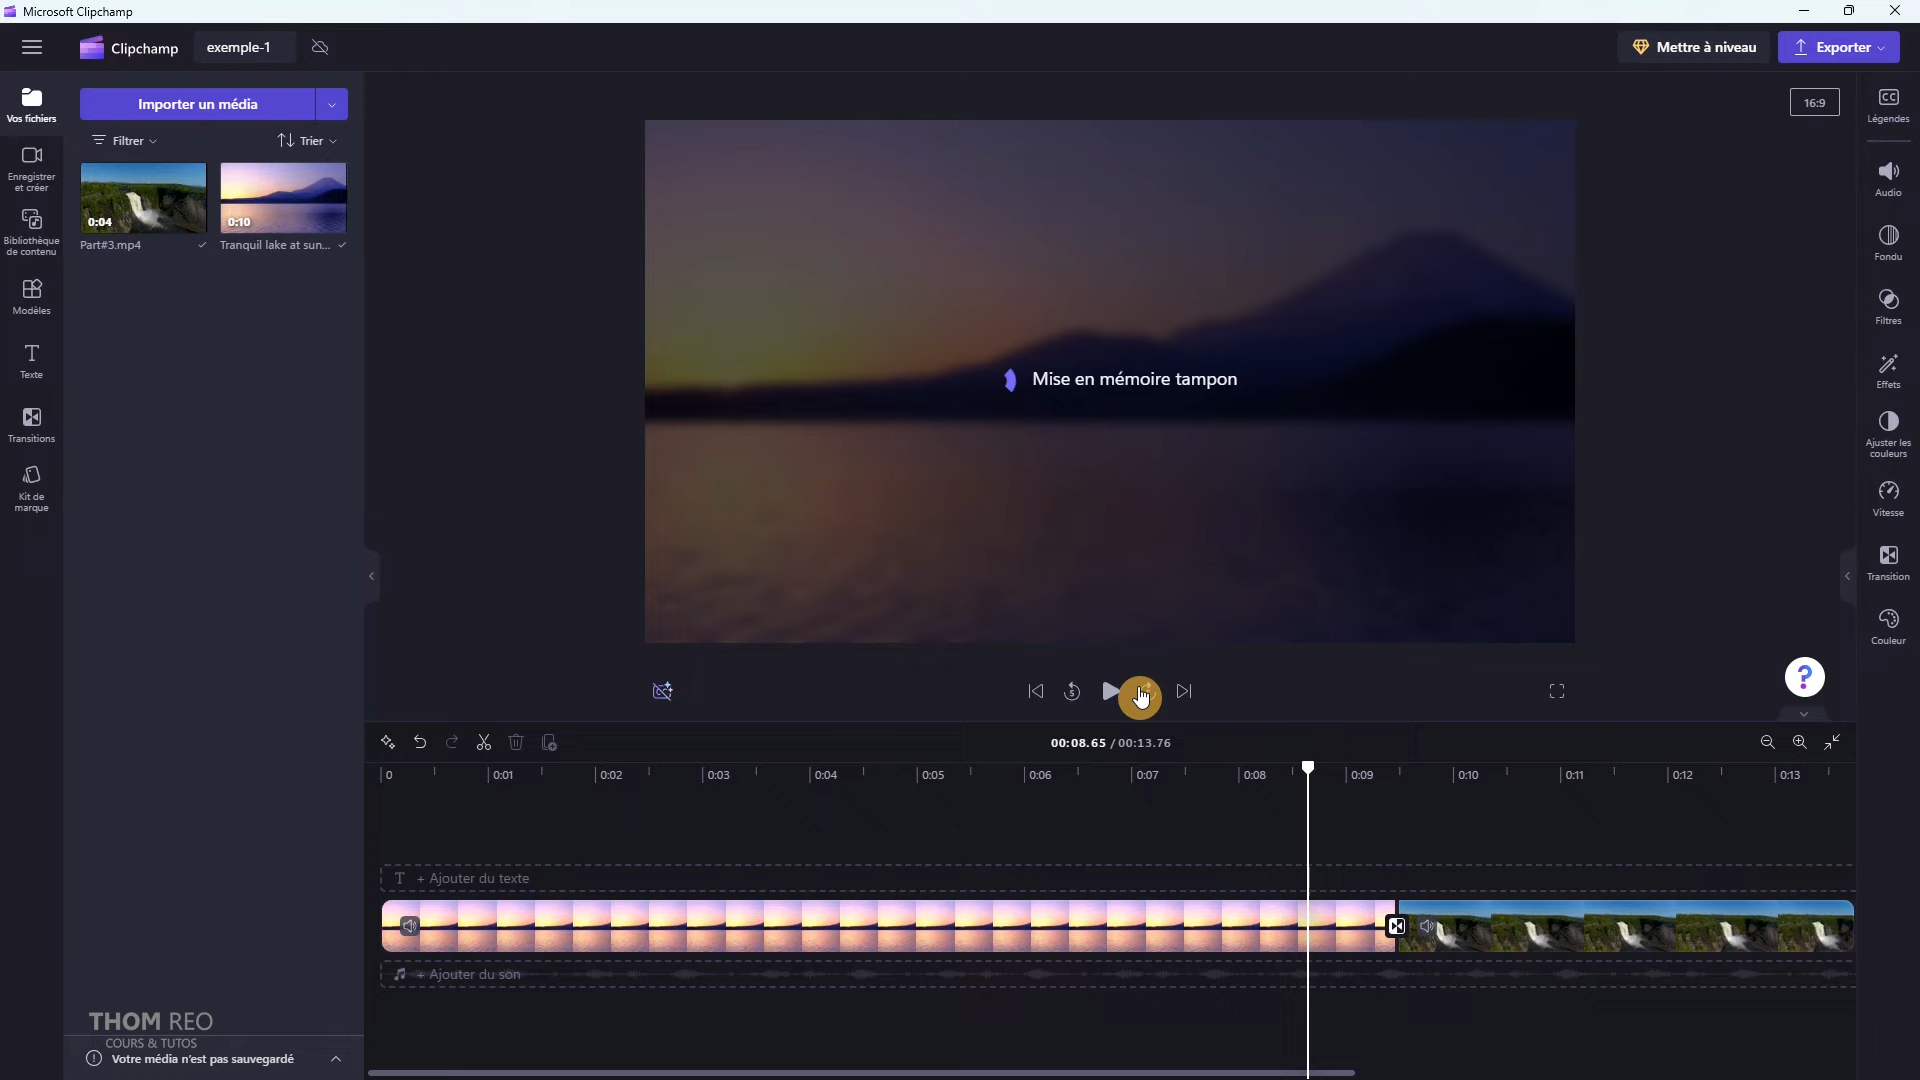 Microsoft Clipchamp
Clipchamp
exemple-1
Mettre à niveau
Exporter
Vos fichiers
Enregistrer
et créer
Bibliothèque
de contenu
Modèles
Texte
Transitions
Kit de
marque
Importer un média
Filtrer
Trier
0:04
0:10
Part#3.mp4
Tranquil lake at sun...
16:9
Mise en mémoire tampon
5
CC
Légendes
Audio
Fondu
Filtres
Effets
Ajuster les
couleurs
Vitesse
Transition
Couleur
?
00:08.65 / 00:13.76
0
0:01
0:02
0:03
0:04
0:05
0:06
0:07
0:08
0:09
0:10
0:11
0:12
0:13
T + Ajouter du texte
+ Ajouter du son
THOM REO
COURS & TUTOS
Votre média n'est pas sauvegardé